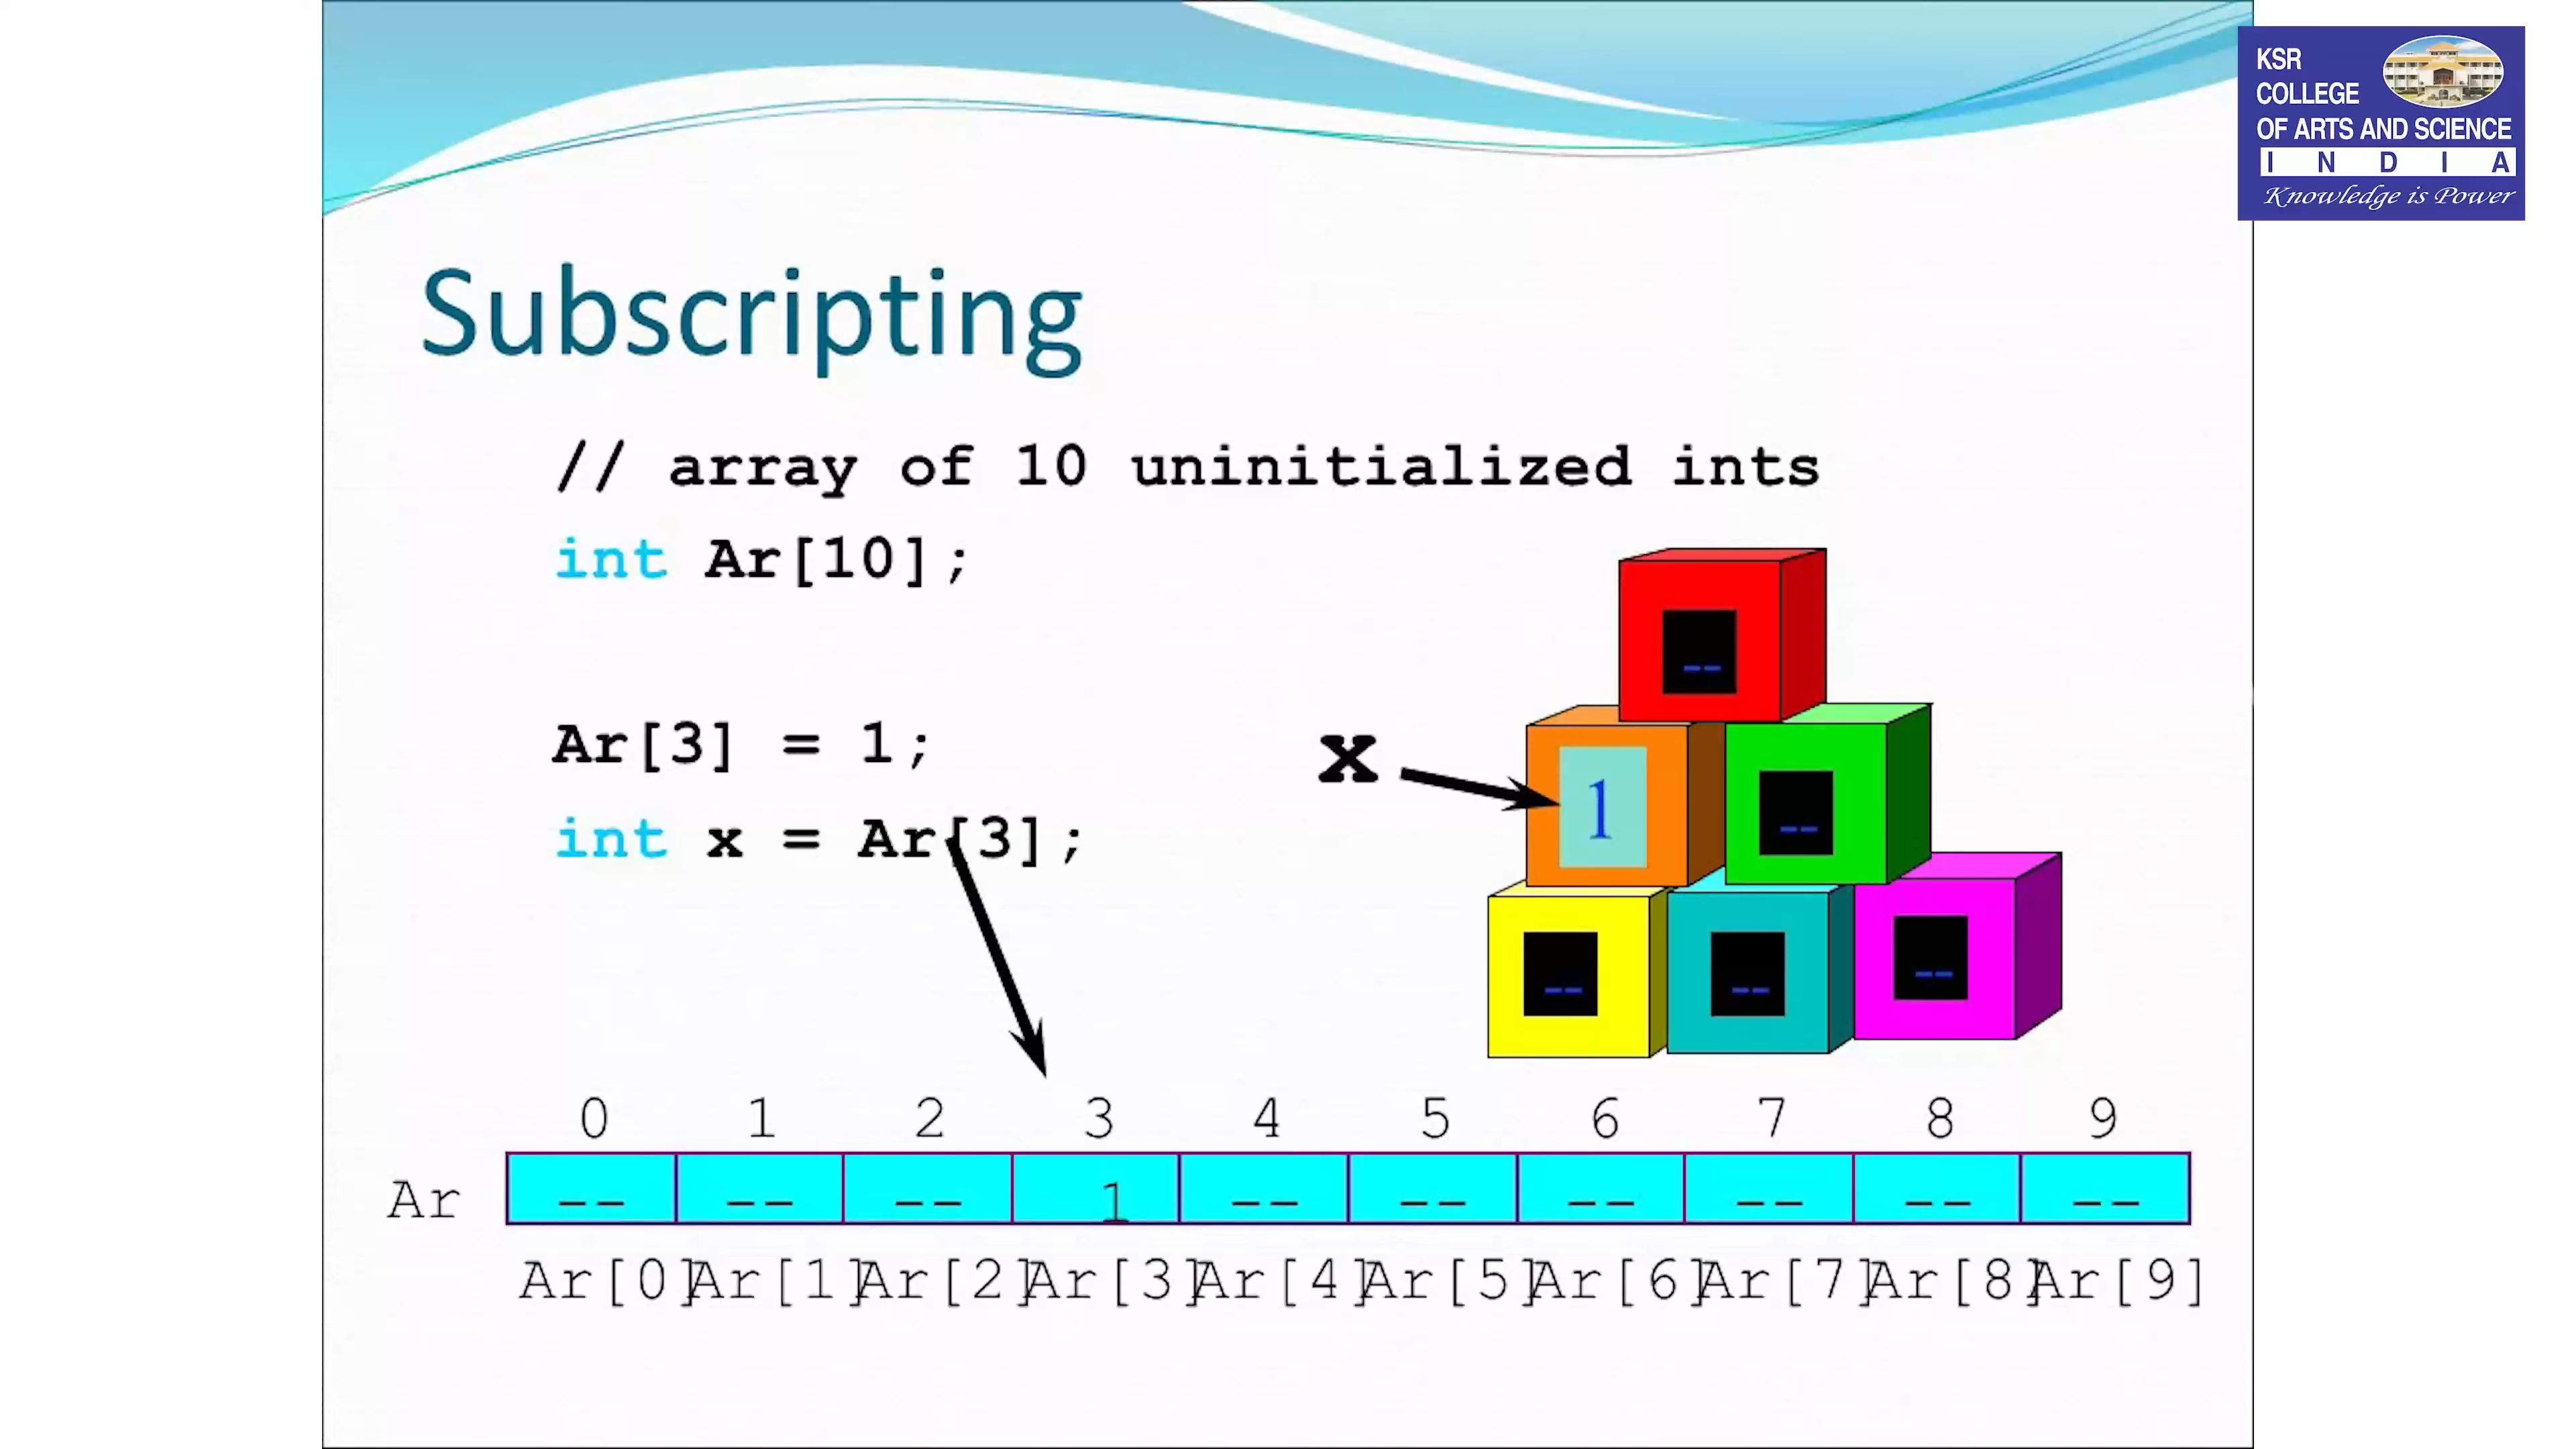 KSR
COLLEGE
OF ARTS AND SCIENCE
I N D I A
Knowledge is Power
Subscripting
// array of 10 uninitialized ints
int Ar[10];
Ar[3] = 1;
int x = Ar[3];
x
--
1 --
-- -- --
0 1 2 3 4 5 6 7 8 9
Ar -- -- -- 1 -- -- -- -- -- --
Ar[0] Ar[1] Ar[2] Ar[3] Ar[4] Ar[5] Ar[6] Ar[7] Ar[8] Ar[9]